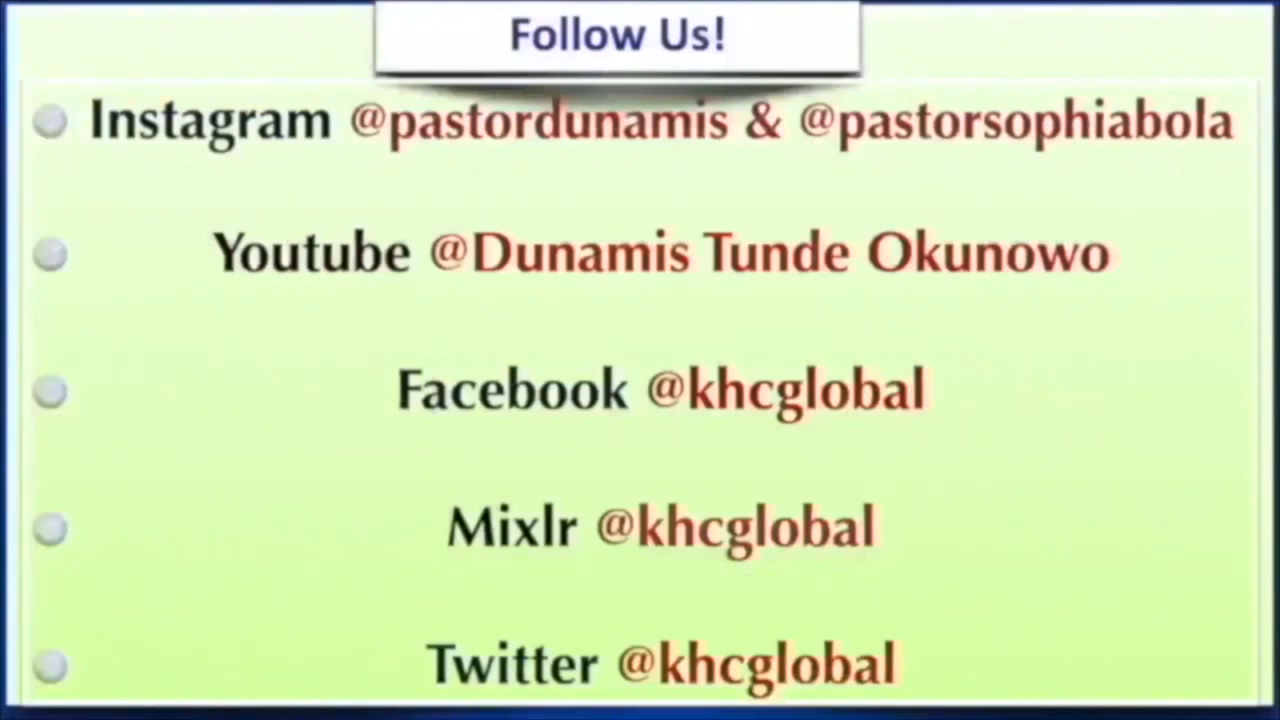 Follow Us!
Instagram @pastordunamis & @pastorsophiabola
Youtube @Dunamis Tunde Okunowo
Facebook @khcglobal
Mixlr @khcglobal
Twitter @khcglobal